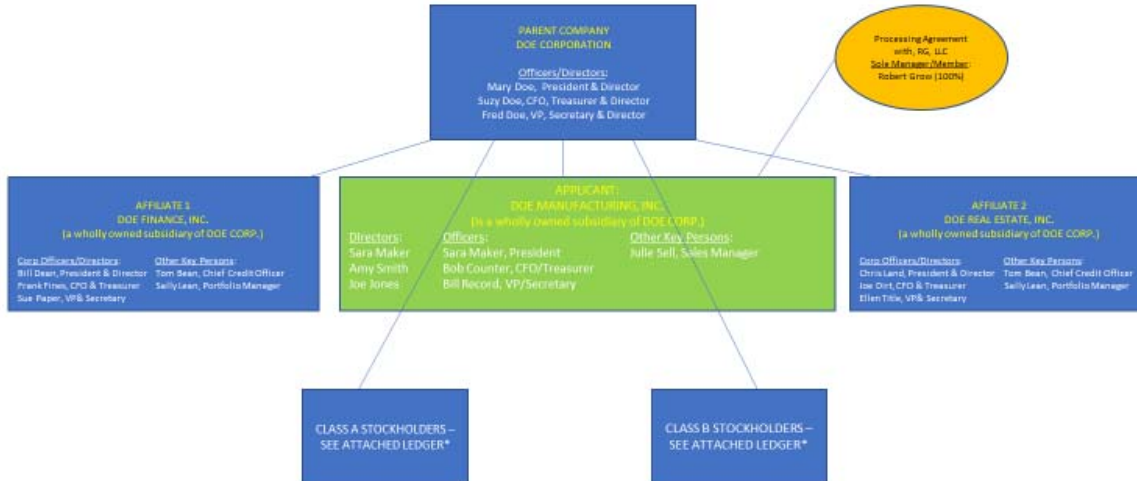 PARENT COMPANY
DOE CORPORATION
Officers/Directors:
Mary Doe, President & Director
Suzy Doe, CFO, Treasurer & Director
Fred Doe, VP, Secretary & Director
Processing Agreement
with, RG, LLC
Sole Manager/Member:
Robert Grow (100%)
AFFILIATE 1
DOE FINANCE, INC.
(a wholly owned subsidiary of DOE CORP.)
Corp Officers/Directors:
Bill Dean, President & Director
Frank Fines, CFO & Treasurer
Sue Paper, VP& Secretary
Other Key Persons:
Tom Bean, Chief Credit Officer
Sally Lean, Portfolio Manager
APPLICANT:
DOE MANUFACTURING, INC.
(is a wholly owned subsidiary of DOE CORP.)
Directors:
Sara Maker
Amy Smith
Joe Jones
Officers:
Sara Maker, President
Bob Counter, CFO/Treasurer
Bill Record, VP/Secretary
Other Key Persons:
Julie Sell, Sales Manager
AFFILIATE 2
DOE REAL ESTATE, INC.
(a wholly owned subsidiary of DOE CORP.)
Corp Officers/Directors:
Chris Land, President & Director
Joe Dirt, CFO & Treasurer
Ellen Title, VP& Secretary
Other Key Persons:
Tom Bean, Chief Credit Officer
Sally Lean, Portfolio Manager
CLASS A STOCKHOLDERS –
SEE ATTACHED LEDGER*
CLASS B STOCKHOLDERS –
SEE ATTACHED LEDGER*